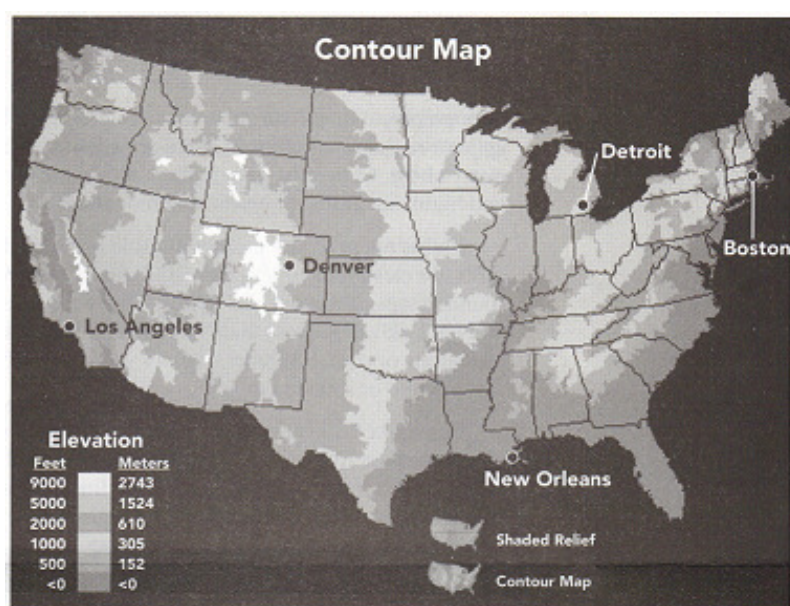 Contour Map
Detroit
Boston
Denver
Los Angeles
New Orleans
Elevation
Feet Meters
9000 2743
5000 1524
2000 610
1000 305
500 152
<0 <0
Shaded Relief
Contour Map